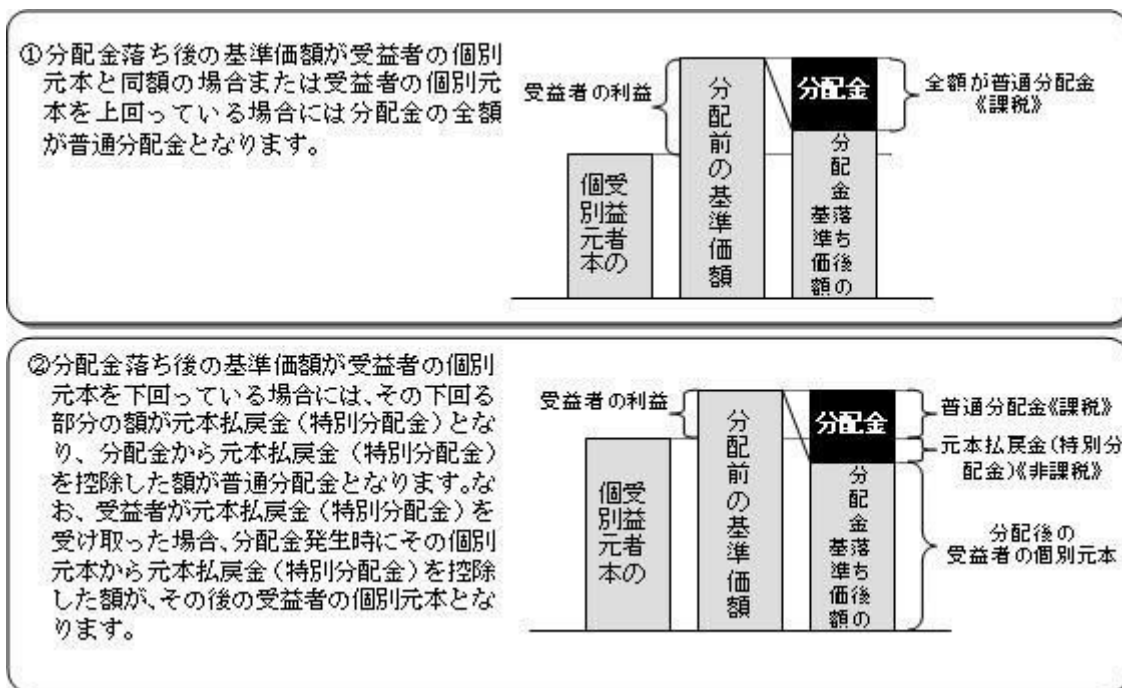 ①分配金落ち後の基準価額が受益者の個別
元本と同額の場合または受益者の個別元
本を上回っている場合には分配金の全額
が普通分配金となります。
受益者の利益
受益者の
個別元本
分配前の基準価額
分配金
分配金落ち後の
基準価額
全額が普通分配金
《課税》
②分配金落ち後の基準価額が受益者の個別
元本を下回っている場合には、その下回る
部分の額が元本払戻金（特別分配金）とな
り、分配金から元本払戻金（特別分配金）
を控除した額が普通分配金となります。な
お、受益者が元本払戻金（特別分配金）を
受け取った場合、分配金発生時にその個別
元本から元本払戻金（特別分配金）を控除
した額が、その後の受益者の個別元本とな
ります。
受益者の利益
受益者の
個別元本
分配前の基準価額
分配金
分配金落ち後の
基準価額
普通分配金《課税》
元本払戻金（特別分
配金）《非課税》
分配後の
受益者の個別元本